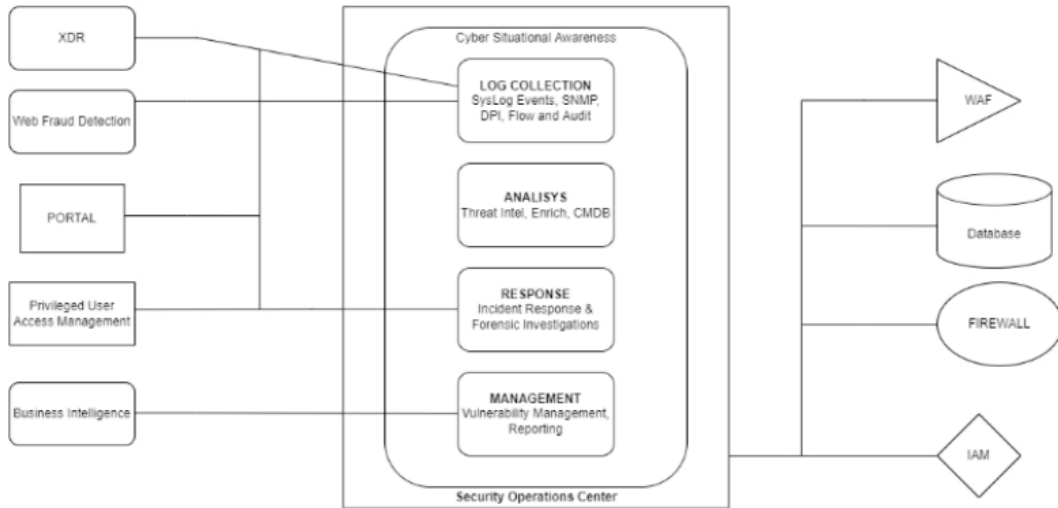 XDR
Web Fraud Detection
PORTAL
Privileged User
Access Management
Business Intelligence
Cyber Situational Awareness
LOG COLLECTION
SysLog Events, SNMP,
DPI, Flow and Audit
ANALISYS
Threat Intel, Enrich, CMDB
RESPONSE
Incident Response &
Forensic Investigations
MANAGEMENT
Vulnerability Management,
Reporting
Security Operations Center
WAF
Database
FIREWALL
IAM